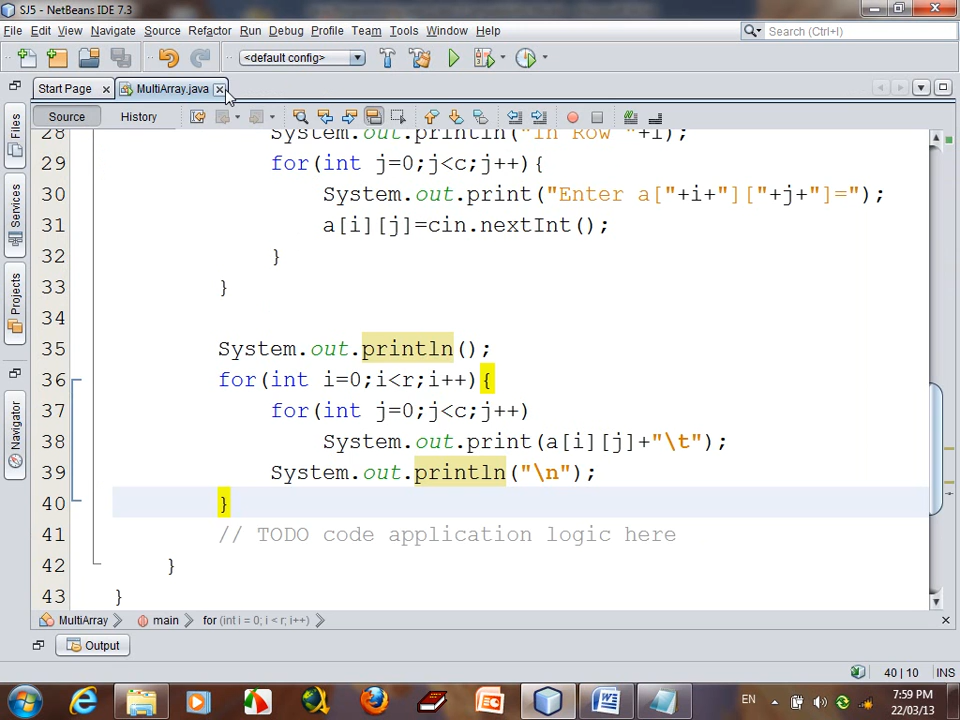 SJ5 - NetBeans IDE 7.3
File Edit View Navigate Source Refactor Run Debug Profile Team Tools Window Help
Search (Ctrl+I)
<default config>
Start Page
MultiArray.java
Source
History
Files
Services
Projects
Navigator
28 System.out.println("In Row "+i);
29 for(int j=0;j<c;j++){
30 System.out.print("Enter a["+i+"]["+j+"]=");
31 a[i][j]=cin.nextInt();
32 }
33 }
34
35 System.out.println();
36 for(int i=0;i<r;i++){
37 for(int j=0;j<c;j++)
38 System.out.print(a[i][j]+"\t");
39 System.out.println("\n");
40 }
41 // TODO code application logic here
42 }
43 }
MultiArray main for (int i = 0; i < r; i++)
Output
40 | 10 INS
EN
7:59 PM
22/03/13